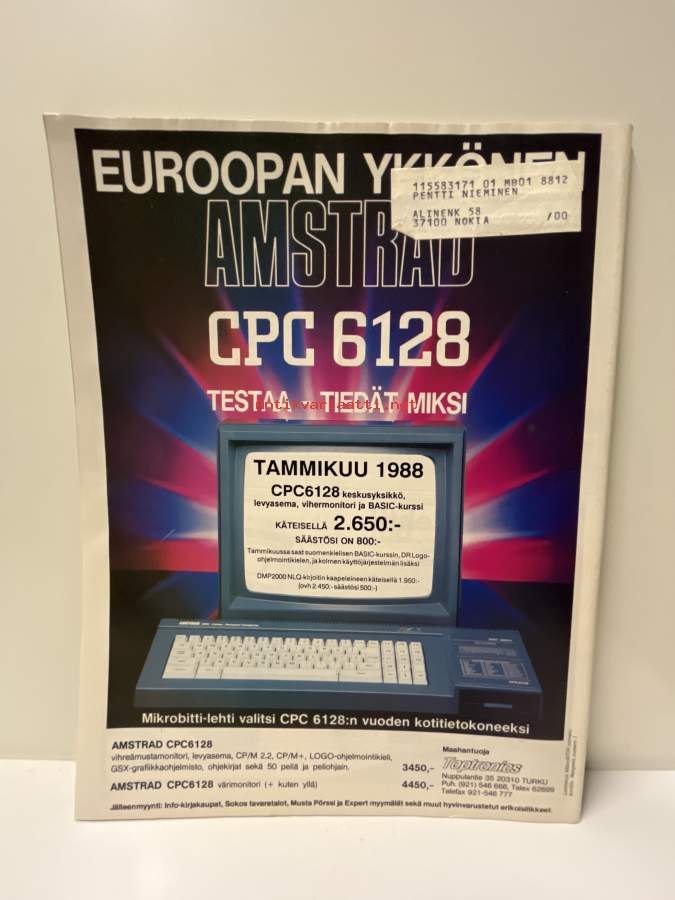 EUROOPAN YKKÖNEN
115583171 01 MB01 8812
PENTTI NIEMINEN
ALINENK 58
37100 NOKIA /00
AMSTRAD
CPC 6128
TESTAA TIEDÄT MIKSI
antikvariaatti.net
TAMMIKUU 1988
CPC6128 keskusyksikkö,
levyasema, vihermonitori ja BASIC-kurssi
KÄTEISELLÄ 2.650:-
SÄÄSTÖSI ON 800:-
Tammikuussa saat suomenkielisen BASIC-kurssin, DR Logo-
ohjelmointikielen, ja kolmen käyttöjärjestelmän lisäksi
DMP2000 NLQ-kirjoitin kaapeleineen käteisellä 1.950:-
(ovh 2.450:- säästösi 500:-)
AMSTRAD
Mikrobitti-lehti valitsi CPC 6128:n vuoden kotitietokoneeksi
AMSTRAD CPC6128
vihreämustamonitori, levyasema, CP/M 2.2, CP/M+, LOGO-ohjelmointikieli,
GSX-grafiikkaohjelmisto, ohjekirjat sekä 50 peliä ja peliohjain. 3450,-
AMSTRAD CPC6128 värimonitori (+ kuten yllä) 4450,-
Maahantuoja
Toptronics
Nuppulantie 35 20310 TURKU
Puh. (921) 546 666, Telex 62699
Telefax 921-546 777
Jälleenmyynti: Info-kirjakaupat, Sokos tavaratalot, Musta Pörssi ja Expert myymälät sekä muut hyvinvarustetut erikoisliikkeet.